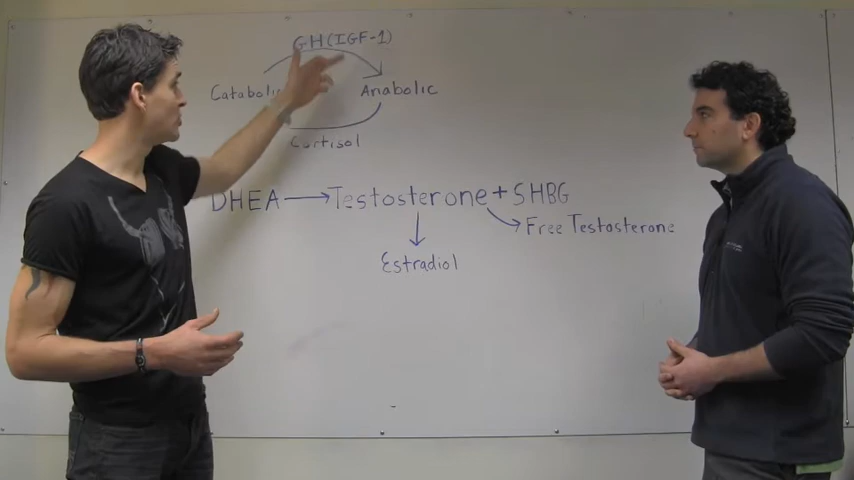 GH(IGF-1)
Catabolic Anabolic
Cortisol
DHEA → Testosterone + SHBG
Free Testosterone
Estradiol